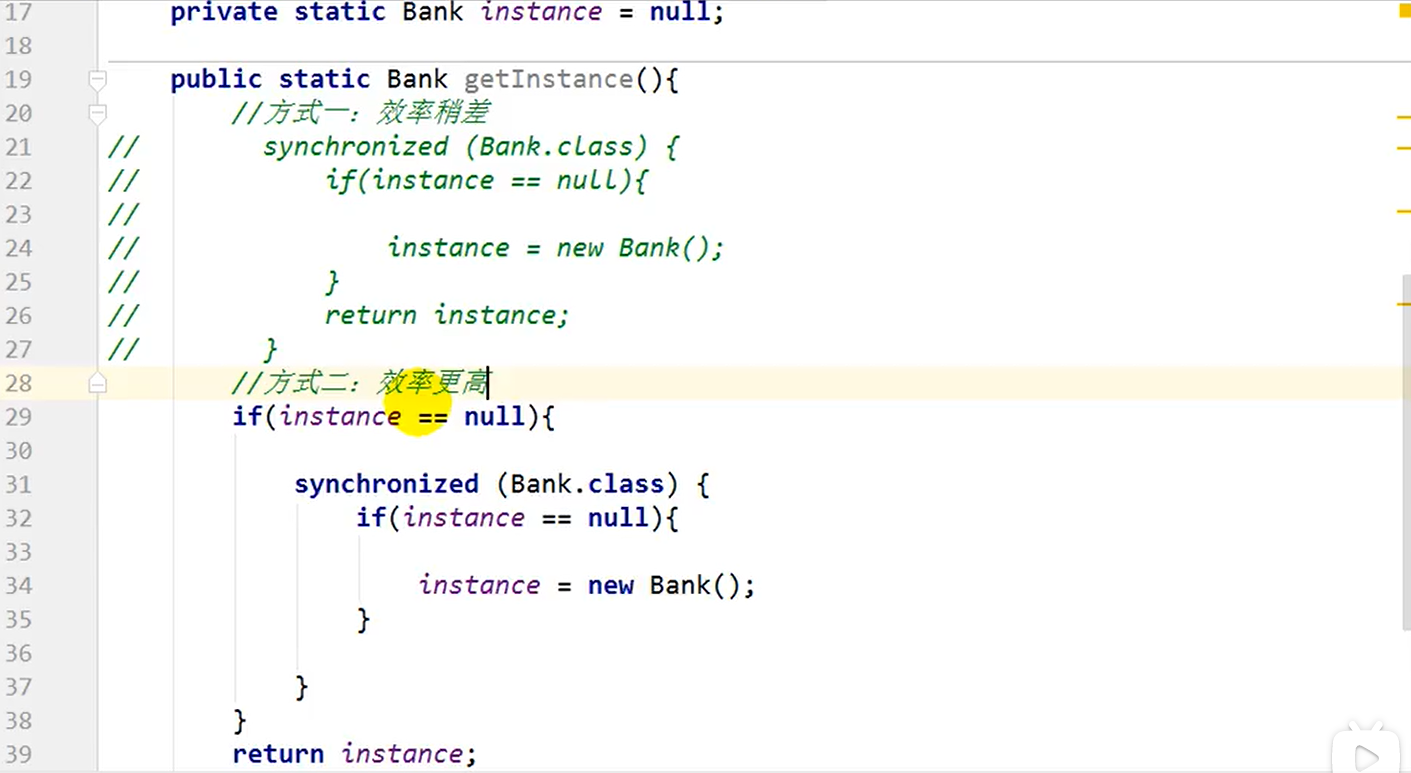 17 private static Bank instance = null;
18
19 public static Bank getInstance(){
20 //方式一：效率稍差
21 // synchronized (Bank.class) {
22 // if(instance == null){
23 //
24 // instance = new Bank();
25 // }
26 // return instance;
27 // }
28 //方式二：效率更高
29 if(instance == null){
30
31 synchronized (Bank.class) {
32 if(instance == null){
33
34 instance = new Bank();
35 }
36
37 }
38 }
39 return instance;